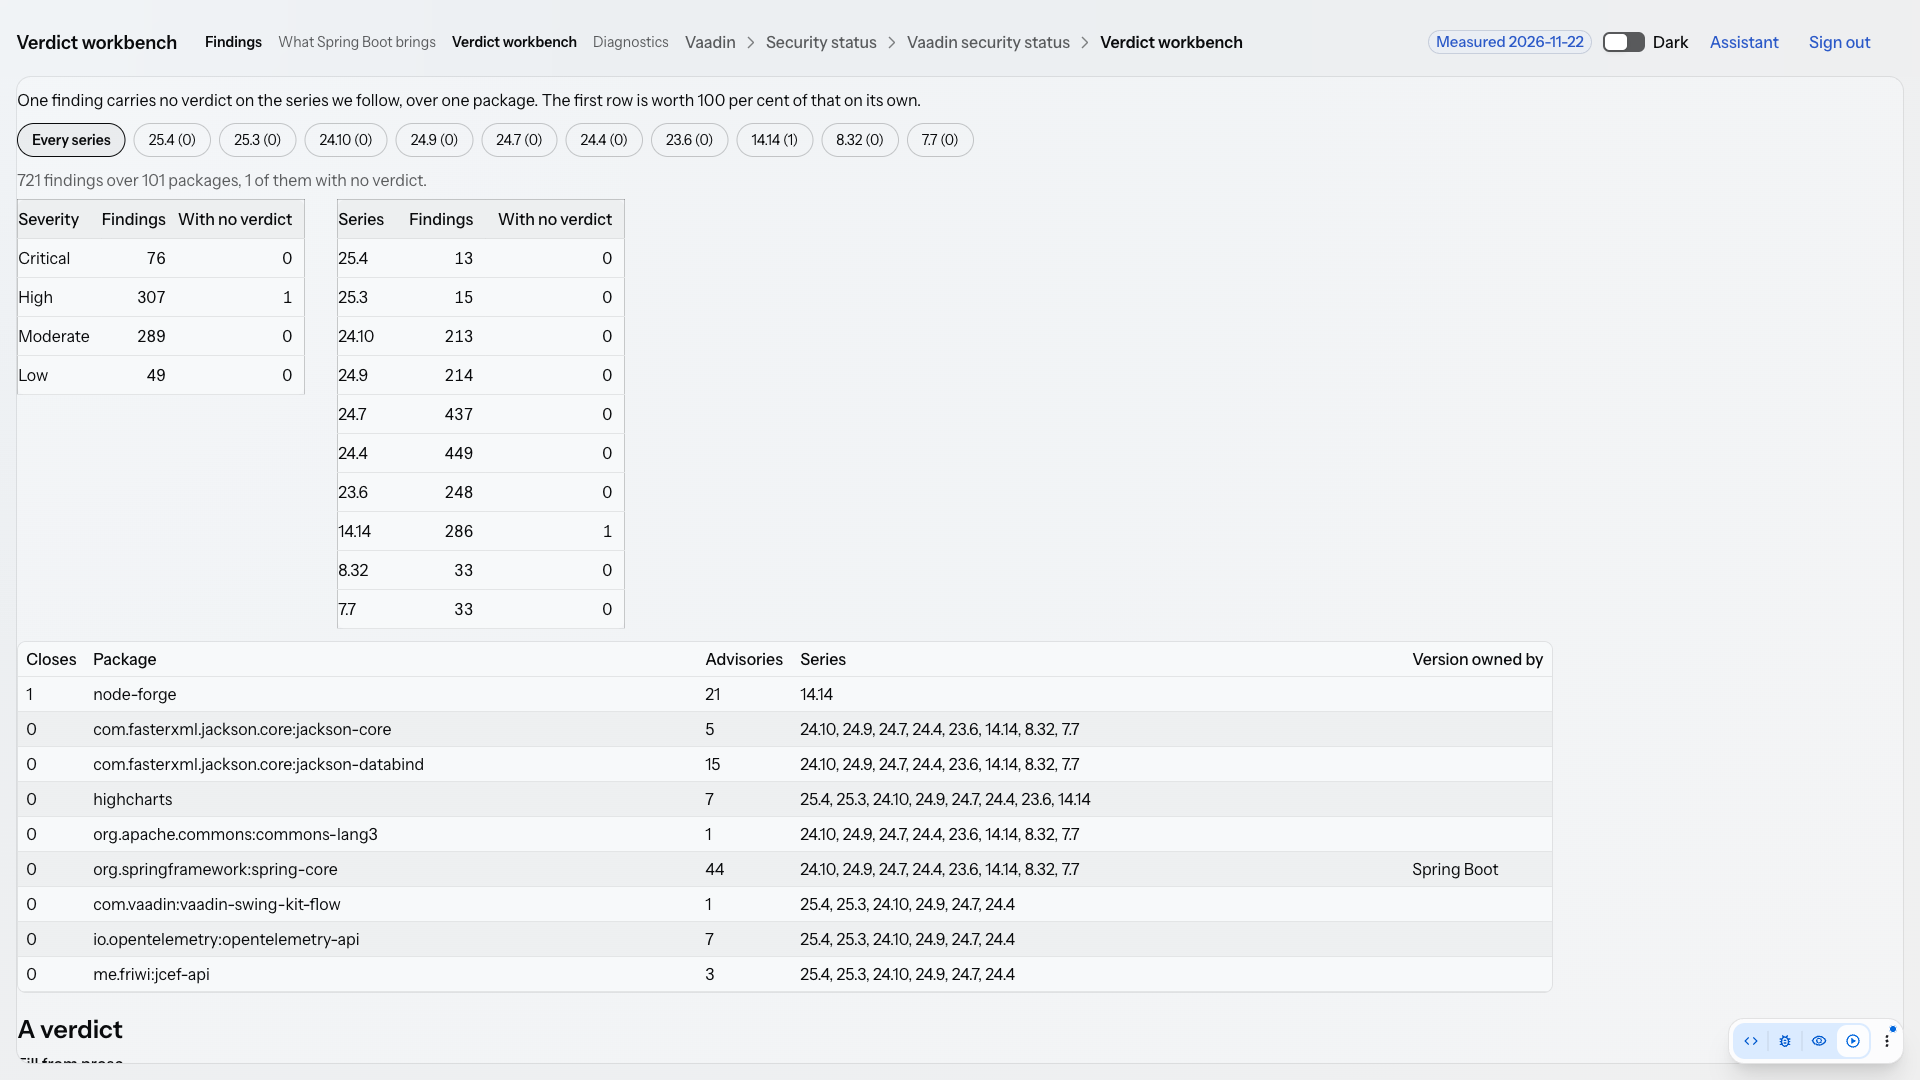 Verdict workbench Findings What Spring Boot brings Verdict workbench Diagnostics Vaadin > Security status > Vaadin security status > Verdict workbench Measured 2026-11-22 Dark Assistant Sign out
One finding carries no verdict on the series we follow, over one package. The first row is worth 100 per cent of that on its own.
Every series 25.4 (0) 25.3 (0) 24.10 (0) 24.9 (0) 24.7 (0) 24.4 (0) 23.6 (0) 14.14 (1) 8.32 (0) 7.7 (0)
721 findings over 101 packages, 1 of them with no verdict.
Severity Findings With no verdict
Critical 76 0
High 307 1
Moderate 289 0
Low 49 0
Series Findings With no verdict
25.4 13 0
25.3 15 0
24.10 213 0
24.9 214 0
24.7 437 0
24.4 449 0
23.6 248 0
14.14 286 1
8.32 33 0
7.7 33 0
Closes Package Advisories Series Version owned by
1 node-forge 21 14.14
0 com.fasterxml.jackson.core:jackson-core 5 24.10, 24.9, 24.7, 24.4, 23.6, 14.14, 8.32, 7.7
0 com.fasterxml.jackson.core:jackson-databind 15 24.10, 24.9, 24.7, 24.4, 23.6, 14.14, 8.32, 7.7
0 highcharts 7 25.4, 25.3, 24.10, 24.9, 24.7, 24.4, 23.6, 14.14
0 org.apache.commons:commons-lang3 1 24.10, 24.9, 24.7, 24.4, 23.6, 14.14, 8.32, 7.7
0 org.springframework:spring-core 44 24.10, 24.9, 24.7, 24.4, 23.6, 14.14, 8.32, 7.7 Spring Boot
0 com.vaadin:vaadin-swing-kit-flow 1 25.4, 25.3, 24.10, 24.9, 24.7, 24.4
0 io.opentelemetry:opentelemetry-api 7 25.4, 25.3, 24.10, 24.9, 24.7, 24.4
0 me.friwi:jcef-api 3 25.4, 25.3, 24.10, 24.9, 24.7, 24.4
A verdict
Fill from prose